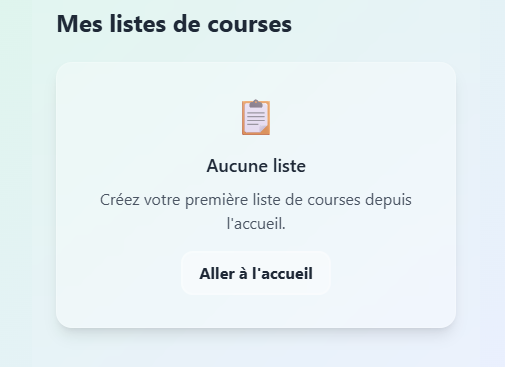 Mes listes de courses
Aucune liste
Créez votre première liste de courses depuis
l'accueil.
Aller à l'accueil